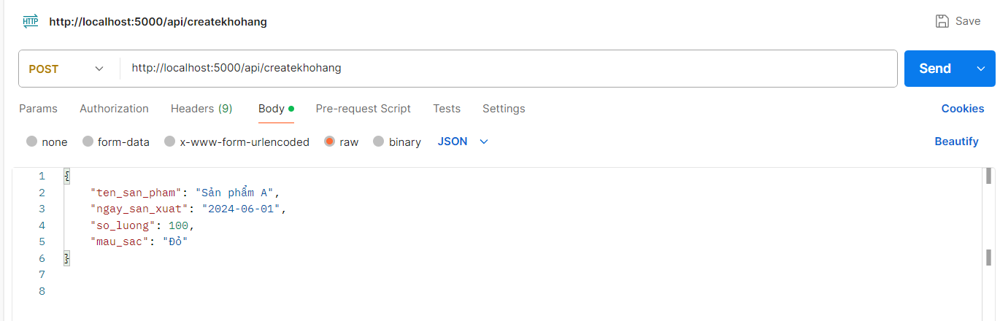 HTTP http://localhost:5000/api/createkhohang Save
POST http://localhost:5000/api/createkhohang Send
Params Authorization Headers (9) Body Pre-request Script Tests Settings Cookies
none form-data x-www-form-urlencoded raw binary JSON Beautify
1 {
2 "ten_san_pham": "Sản phẩm A",
3 "ngay_san_xuat": "2024-06-01",
4 "so_luong": 100,
5 "mau_sac": "Đỏ"
6 }
7
8